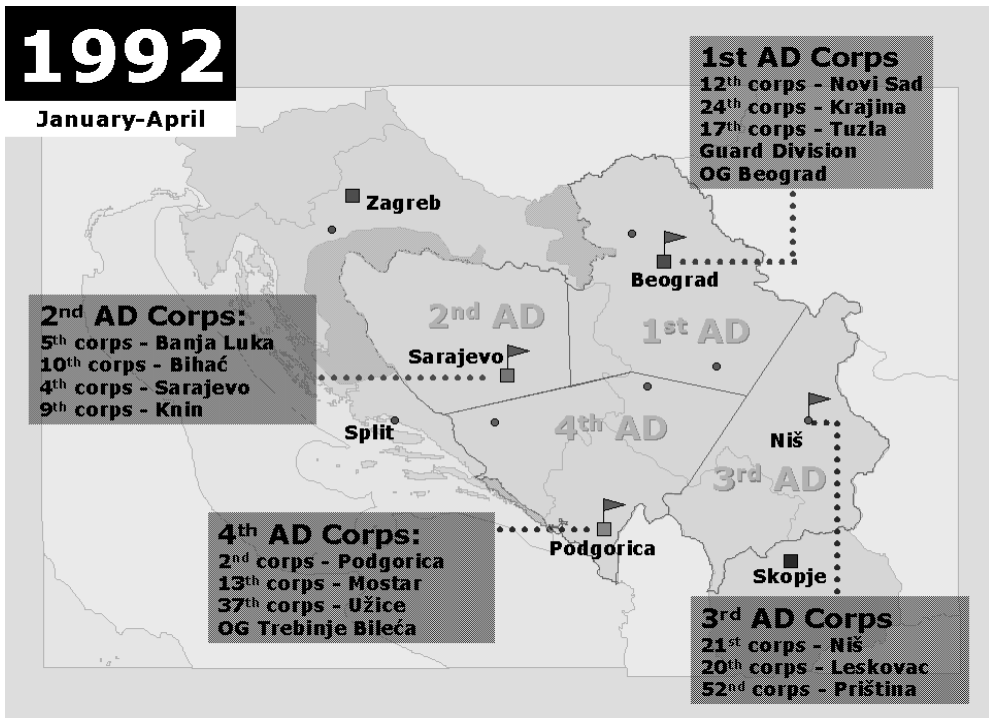 1992
January-April
1st AD Corps
12th corps - Novi Sad
24th corps - Krajina
17th corps - Tuzla
Guard Division
OG Beograd
Zagreb
Beograd
2nd AD Corps:
5th corps - Banja Luka
10th corps - Bihać
4th corps - Sarajevo
9th corps - Knin
2nd AD
1st AD
Sarajevo
Split
4th AD
Niš
3rd AD
4th AD Corps:
2nd corps - Podgorica
13th corps - Mostar
37th corps - Užice
OG Trebinje Bileća
Podgorica
Skopje
3rd AD Corps
21st corps - Niš
20th corps - Leskovac
52nd corps - Priština